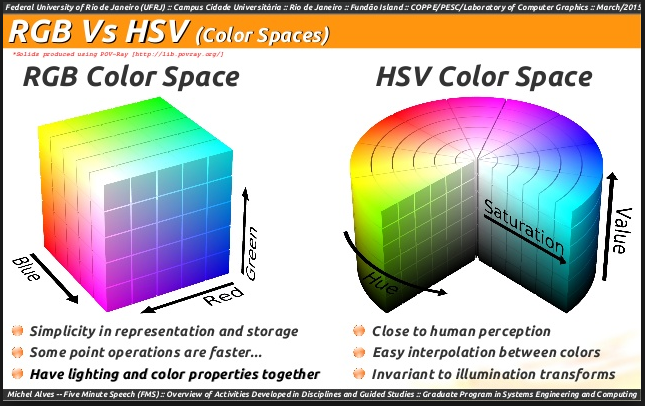 Federal University of Rio de Janeiro (UFRJ) :: Campus Cidade Universitária :: Rio de Janeiro :: Fundão Island :: COPPE/PESC/Laboratory of Computer Graphics :: March/2015
RGB Vs HSV (Color Spaces)
*Solids produced using POV-Ray [http://lib.povray.org/]
RGB Color Space
HSV Color Space
Blue
Red
Green
Hue
Saturation
Value
Simplicity in representation and storage
Some point operations are faster...
Have lighting and color properties together
Close to human perception
Easy interpolation between colors
Invariant to illumination transforms
Michel Alves -- Five Minute Speech (FMS) :: Overview of Activities Developed in Disciplines and Guided Studies :: Graduate Program in Systems Engineering and Computing